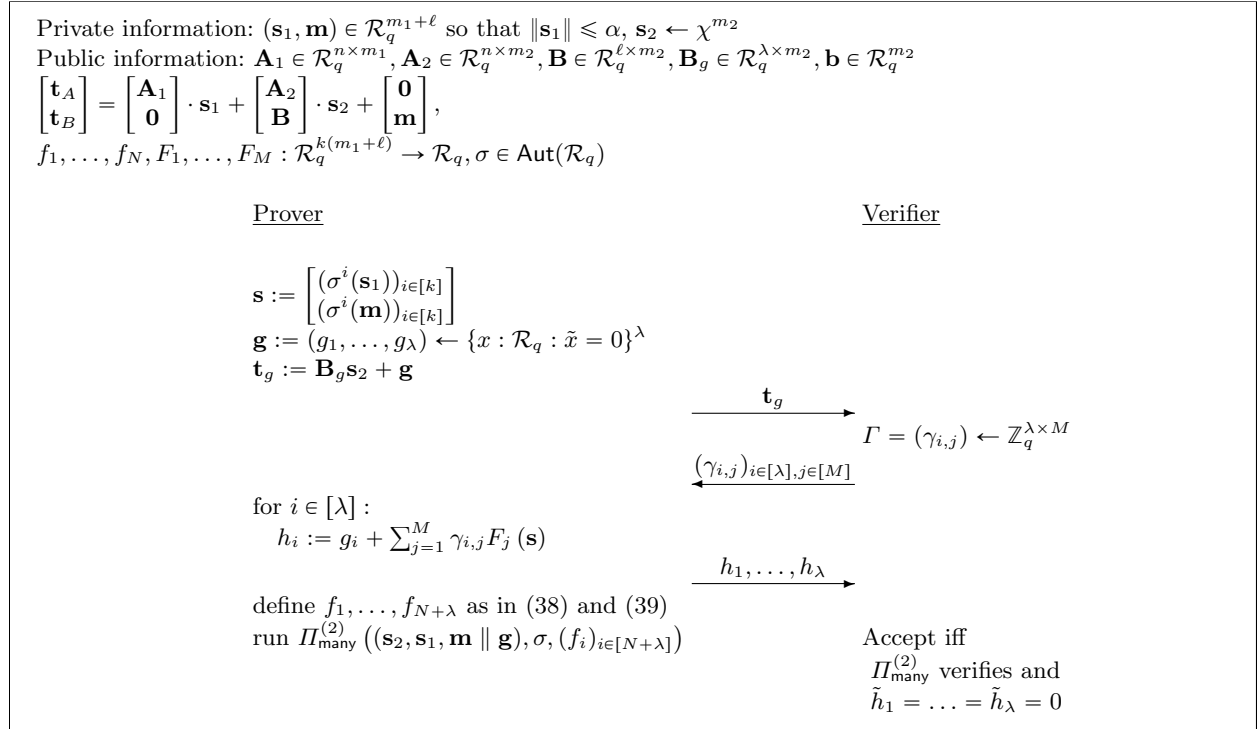 Private information: (s₁, m) ∈ R_q^{m₁+ℓ} so that ‖s₁‖ ⩽ α, s₂ ← χ^{m₂}
Public information: A₁ ∈ R_q^{n×m₁}, A₂ ∈ R_q^{n×m₂}, B ∈ R_q^{ℓ×m₂}, B_g ∈ R_q^{λ×m₂}, b ∈ R_q^{m₂}
[t_A; t_B] = [A₁; 0] · s₁ + [A₂; B] · s₂ + [0; m],
f₁, …, f_N, F₁, …, F_M : R_q^{k(m₁+ℓ)} → R_q, σ ∈ Aut(R_q)
Prover Verifier
s := [(σ^i(s₁))_{i∈[k]}; (σ^i(m))_{i∈[k]}]
g := (g₁, …, g_λ) ← {x : R_q : x̃ = 0}^λ
t_g := B_g s₂ + g
t_g
Γ = (γ_{i,j}) ← ℤ_q^{λ×M}
(γ_{i,j})_{i∈[λ],j∈[M]}
for i ∈ [λ] :
h_i := g_i + ∑_{j=1}^{M} γ_{i,j} F_j (s)
h₁, …, h_λ
define f₁, …, f_{N+λ} as in (38) and (39)
run Π_many^{(2)} ((s₂, s₁, m ‖ g), σ, (f_i)_{i∈[N+λ]}) Accept iff
Π_many^{(2)} verifies and
h̃₁ = … = h̃_λ = 0